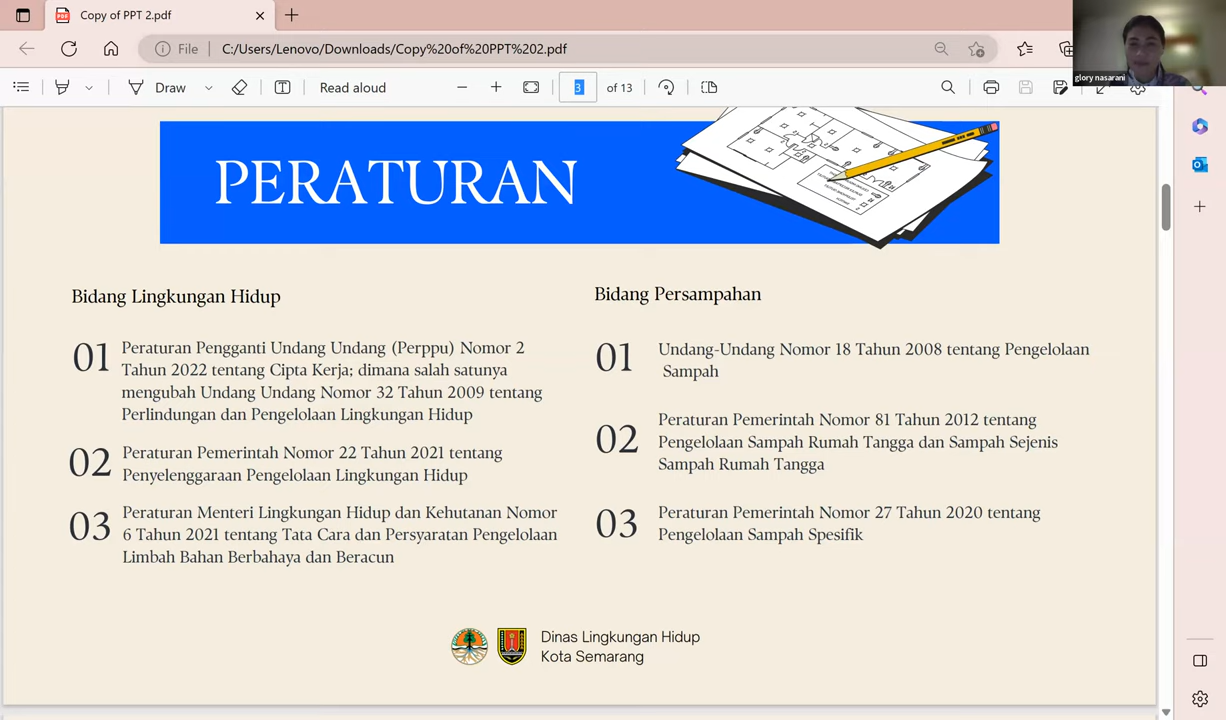 Copy of PPT 2.pdf
File
C:/Users/Lenovo/Downloads/Copy%20of%20PPT%202.pdf
glory nasarani
Draw
Read aloud
3
of 13
PERATURAN
Bidang Lingkungan Hidup
01
Peraturan Pengganti Undang Undang (Perppu) Nomor 2
Tahun 2022 tentang Cipta Kerja; dimana salah satunya
mengubah Undang Undang Nomor 32 Tahun 2009 tentang
Perlindungan dan Pengelolaan Lingkungan Hidup
02
Peraturan Pemerintah Nomor 22 Tahun 2021 tentang
Penyelenggaraan Pengelolaan Lingkungan Hidup
03
Peraturan Menteri Lingkungan Hidup dan Kehutanan Nomor
6 Tahun 2021 tentang Tata Cara dan Persyaratan Pengelolaan
Limbah Bahan Berbahaya dan Beracun
Bidang Persampahan
01
Undang-Undang Nomor 18 Tahun 2008 tentang Pengelolaan
Sampah
02
Peraturan Pemerintah Nomor 81 Tahun 2012 tentang
Pengelolaan Sampah Rumah Tangga dan Sampah Sejenis
Sampah Rumah Tangga
03
Peraturan Pemerintah Nomor 27 Tahun 2020 tentang
Pengelolaan Sampah Spesifik
Dinas Lingkungan Hidup
Kota Semarang